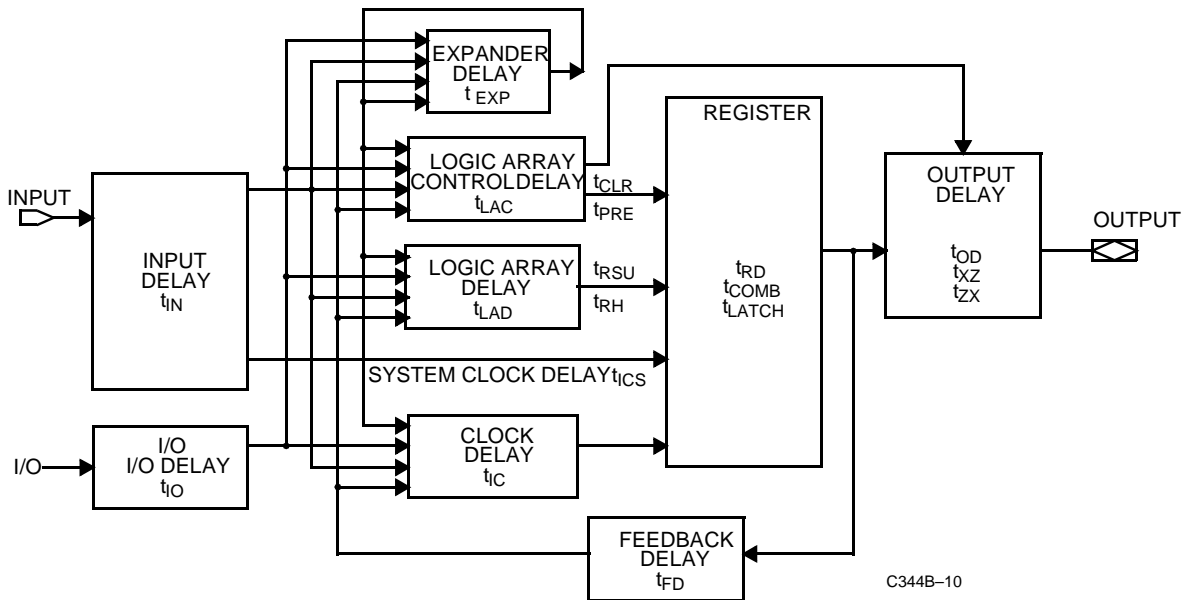 EXPANDER
DELAY
t EXP
REGISTER
LOGIC ARRAY
CONTROLDELAY
tLAC
tCLR
tPRE
OUTPUT
DELAY
tOD
tXZ
tZX
INPUT
OUTPUT
INPUT
DELAY
tIN
LOGIC ARRAY
DELAY
tLAD
tRSU
tRH
tRD
tCOMB
tLATCH
SYSTEM CLOCK DELAYtICS
I/O
I/O
I/O DELAY
tIO
CLOCK
DELAY
tIC
FEEDBACK
DELAY
tFD
C344B–10